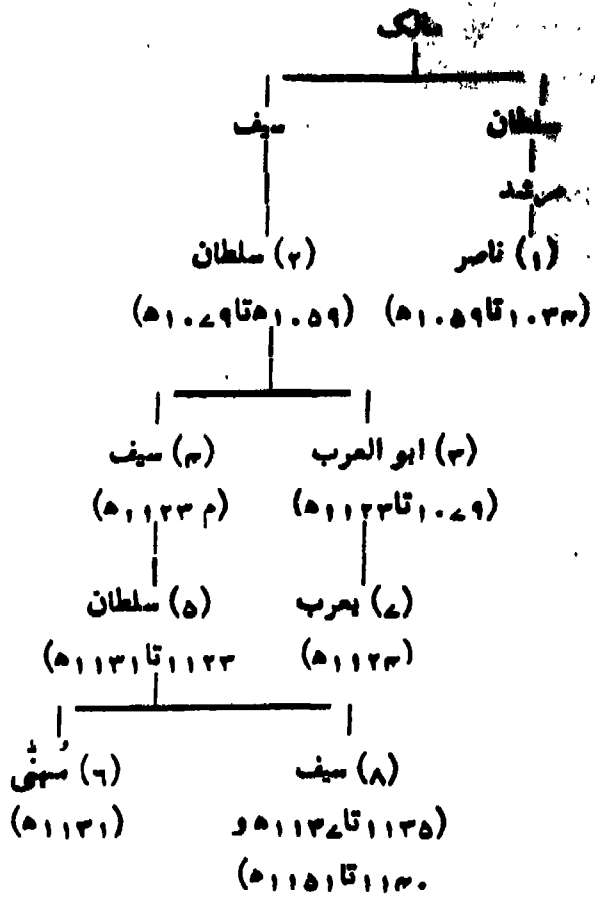 مالک
سلطان
سیف
مرشد
(۱) ناصر
(۲) سلطان
(۱۰۳۴ تا ۱۰۵۹ھ)
(۱۰۵۹ھ تا ۱۰۷۹ھ)
(۳) ابو العرب
(۴) سیف
(۱۰۷۹ تا ۱۱۲۳ھ)
(م ۱۱۲۳ھ)
(۷) یعرب
(۵) سلطان
(۱۱۲۴ھ)
۱۱۲۳ تا ۱۱۳۱ھ)
(۸) سیف
(۶) مُہنّٰی
(۱۱۳۵ تا ۱۱۳۷ھ و
(۱۱۳۱ھ)
۱۱۴۰ تا ۱۱۵۱ھ)